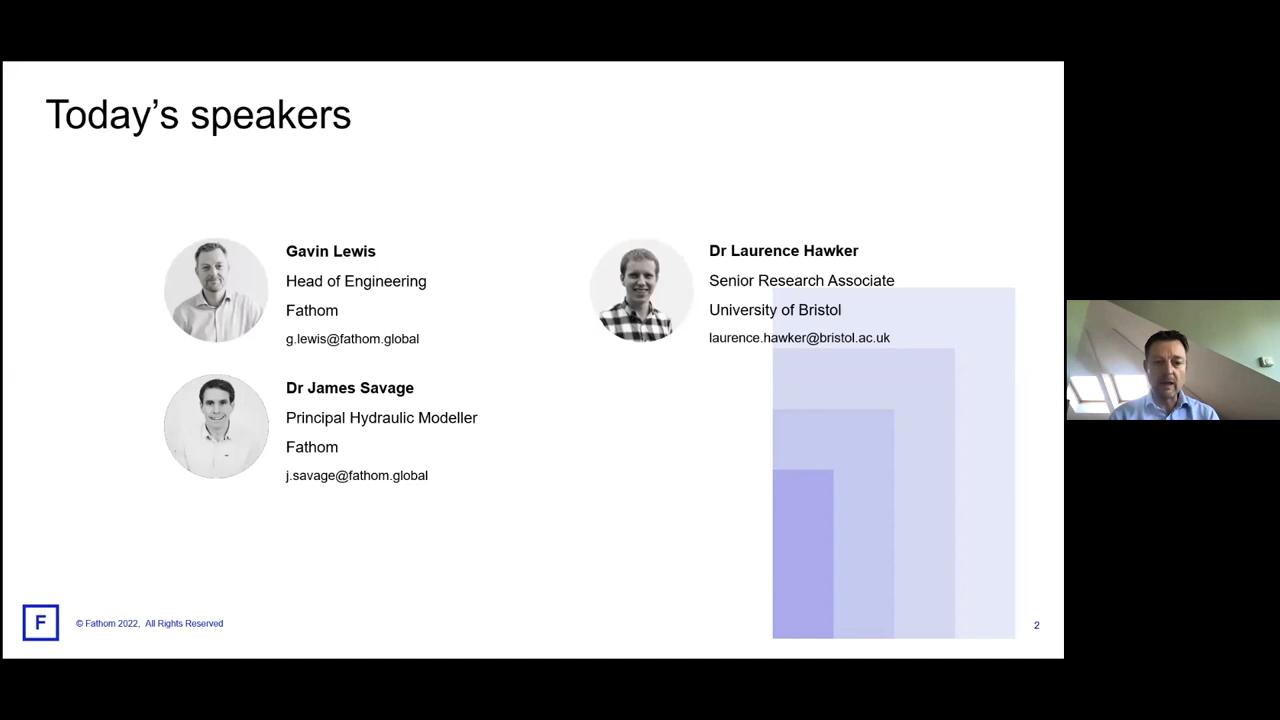 Today's speakers
Gavin Lewis
Head of Engineering
Fathom
g.lewis@fathom.global
Dr James Savage
Principal Hydraulic Modeller
Fathom
j.savage@fathom.global
Dr Laurence Hawker
Senior Research Associate
University of Bristol
laurence.hawker@bristol.ac.uk
F
© Fathom 2022, All Rights Reserved
2